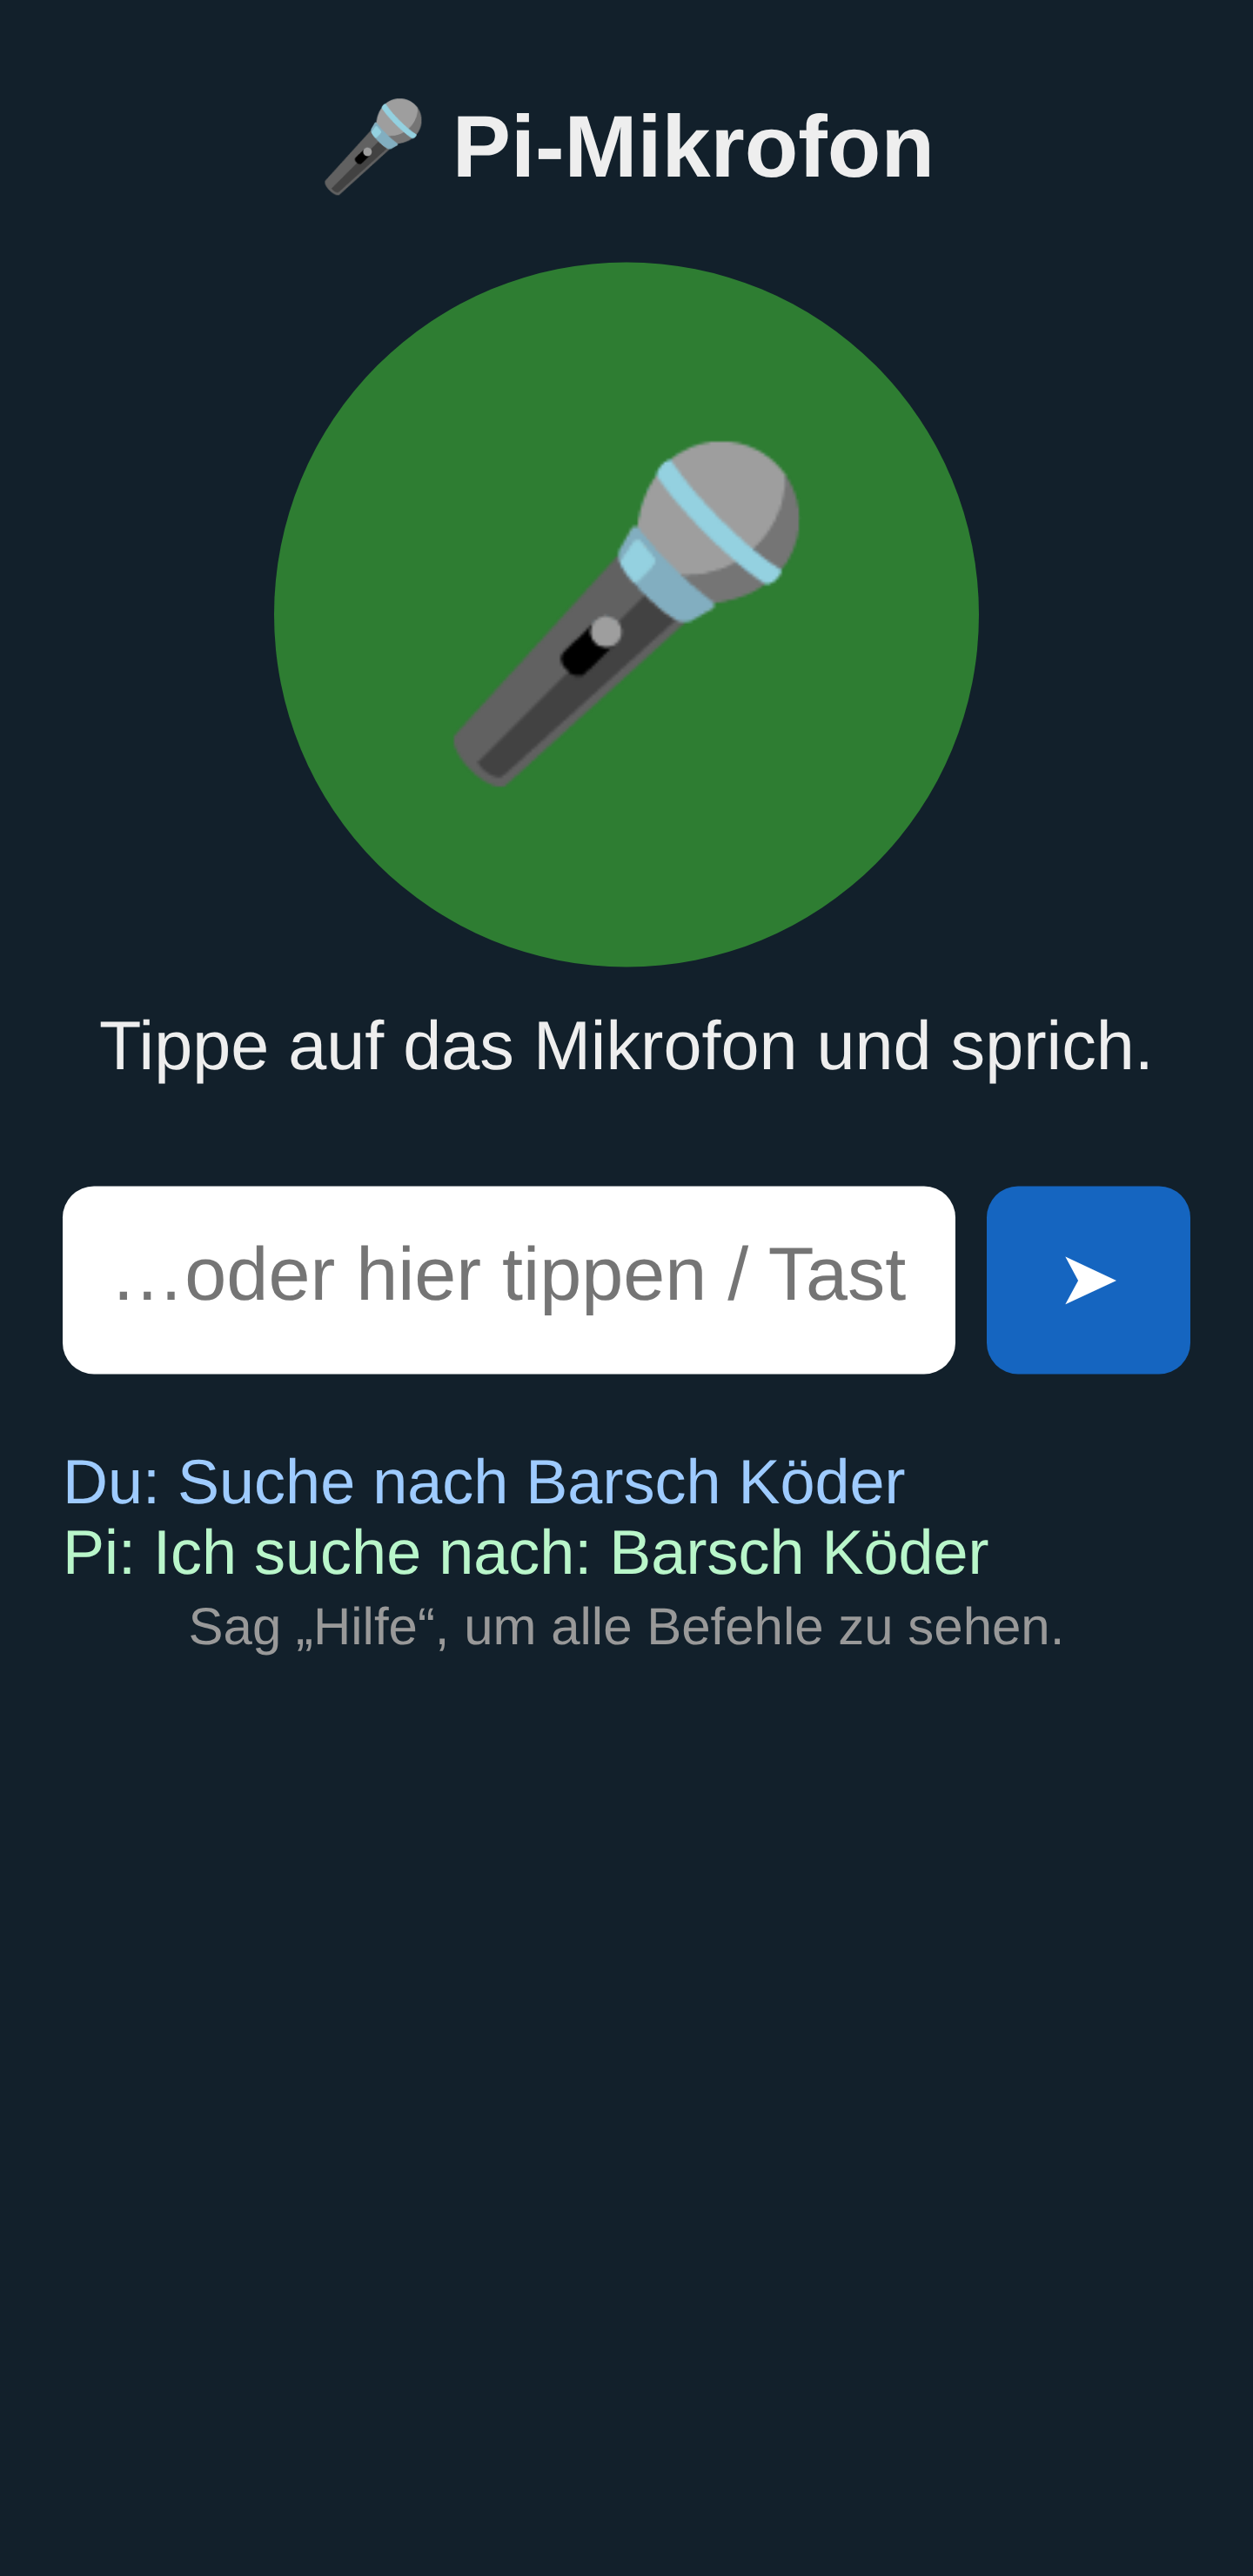 Pi-Mikrofon
Tippe auf das Mikrofon und sprich.
…oder hier tippen / Tast
Du: Suche nach Barsch Köder
Pi: Ich suche nach: Barsch Köder
Sag „Hilfe“, um alle Befehle zu sehen.